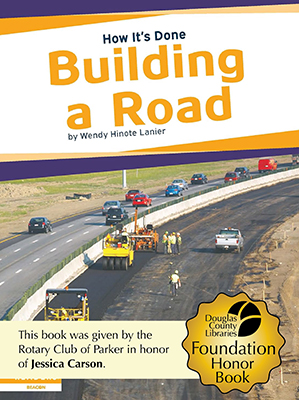 How It's Done
Building
a Road
by Wendy Hinote Lanier
This book was given by the
Rotary Club of Parker in honor
of Jessica Carson.
Douglas
County
Libraries
Foundation
Honor
Book
BEACON